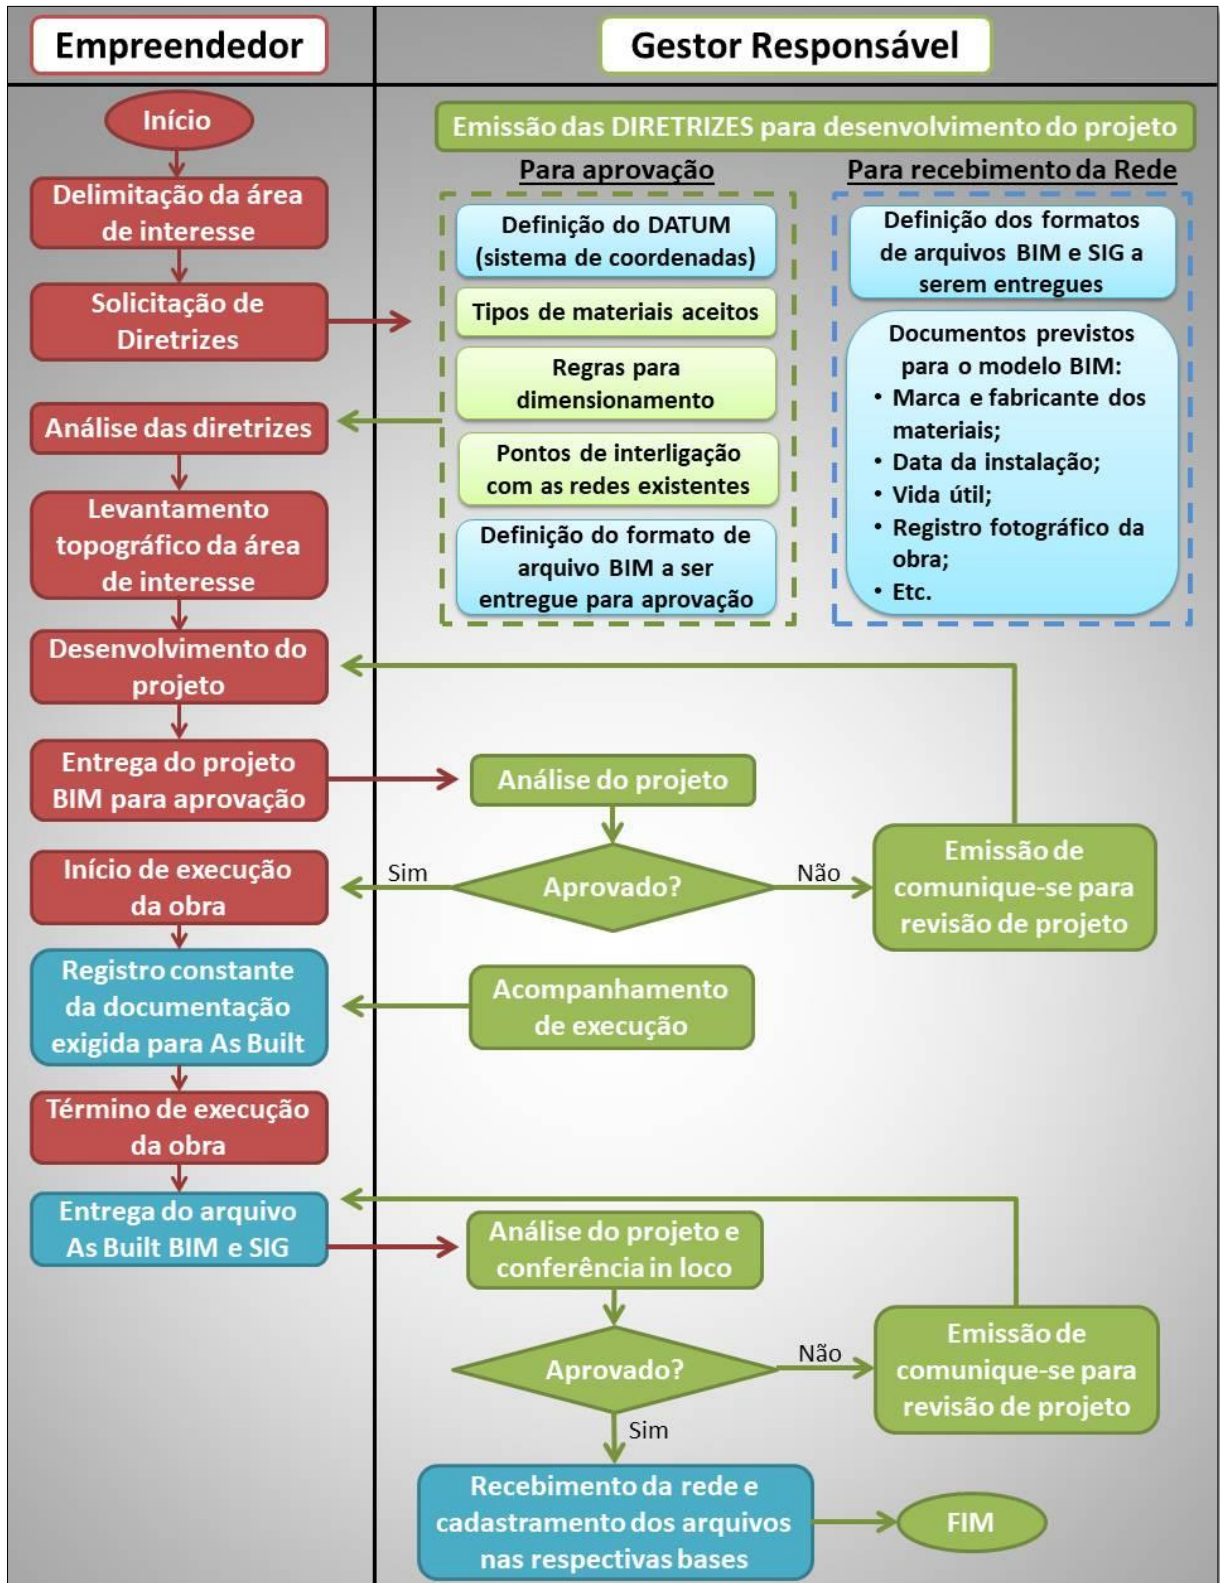 Empreendedor
Gestor Responsável
Início
Delimitação da área
de interesse
Solicitação de
Diretrizes
Emissão das DIRETRIZES para desenvolvimento do projeto
Para aprovação
Definição do DATUM
(sistema de coordenadas)
Tipos de materiais aceitos
Regras para
dimensionamento
Pontos de interligação
com as redes existentes
Definição do formato de
arquivo BIM a ser
entregue para aprovação
Para recebimento da Rede
Definição dos formatos
de arquivos BIM e SIG a
serem entregues
Documentos previstos
para o modelo BIM:
• Marca e fabricante dos
materiais;
• Data da instalação;
• Vida útil;
• Registro fotográfico da
obra;
• Etc.
Análise das diretrizes
Levantamento
topográfico da área
de interesse
Desenvolvimento do
projeto
Entrega do projeto
BIM para aprovação
Análise do projeto
Aprovado?
Sim
Não
Emissão de
comunique-se para
revisão de projeto
Início de execução
da obra
Registro constante
da documentação
exigida para As Built
Acompanhamento
de execução
Término de execução
da obra
Entrega do arquivo
As Built BIM e SIG
Análise do projeto e
conferência in loco
Aprovado?
Não
Emissão de
comunique-se para
revisão de projeto
Sim
Recebimento da rede e
cadastramento dos arquivos
nas respectivas bases
FIM